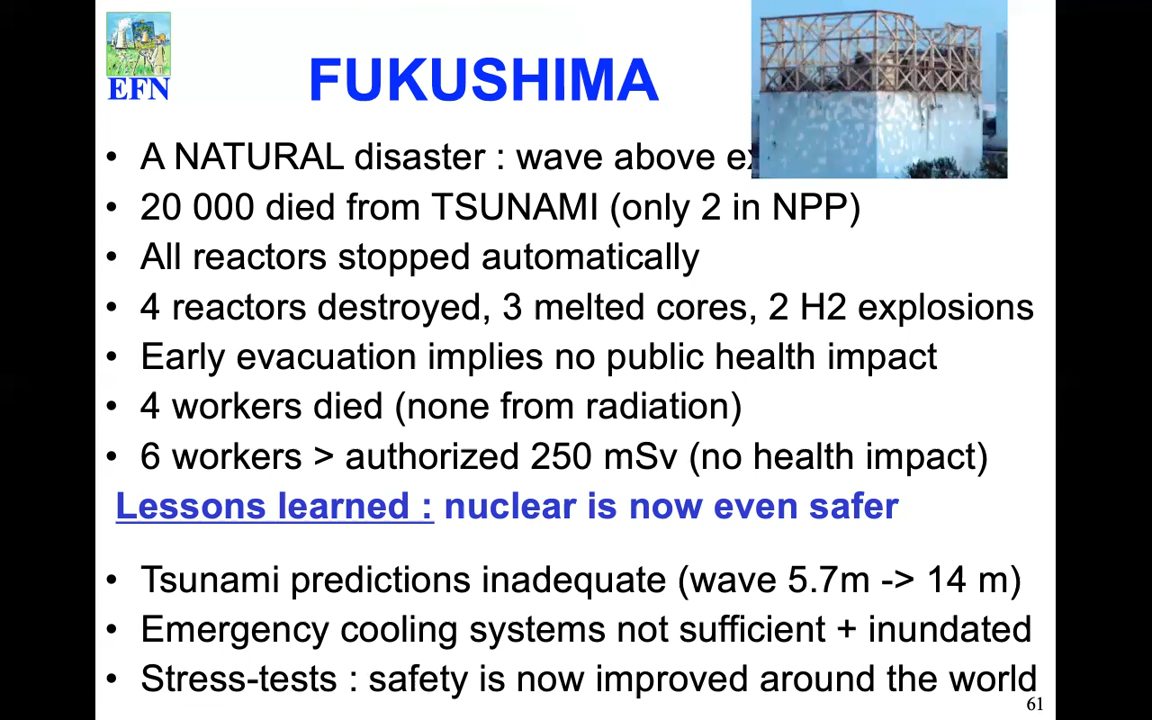 EFN
FUKUSHIMA
• A NATURAL disaster : wave above
• 20 000 died from TSUNAMI (only 2 in NPP)
• All reactors stopped automatically
• 4 reactors destroyed, 3 melted cores, 2 H2 explosions
• Early evacuation implies no public health impact
• 4 workers died (none from radiation)
• 6 workers > authorized 250 mSv (no health impact)
Lessons learned : nuclear is now even safer
• Tsunami predictions inadequate (wave 5.7m -> 14 m)
• Emergency cooling systems not sufficient + inundated
• Stress-tests : safety is now improved around the world
61